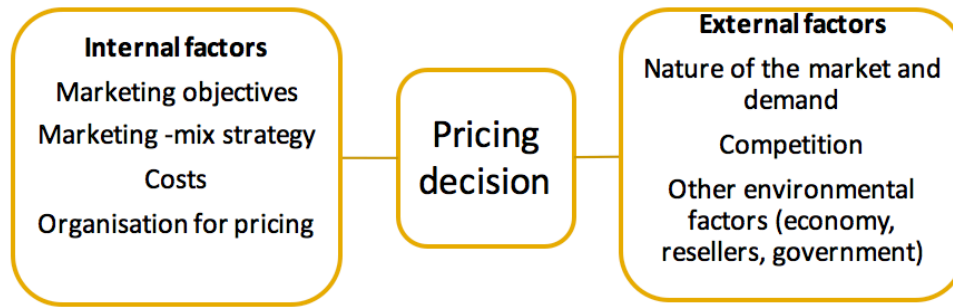 Internal factors
Marketing objectives
Marketing -mix strategy
Costs
Organisation for pricing
Pricing
decision
External factors
Nature of the market and
demand
Competition
Other environmental
factors (economy,
resellers, government)